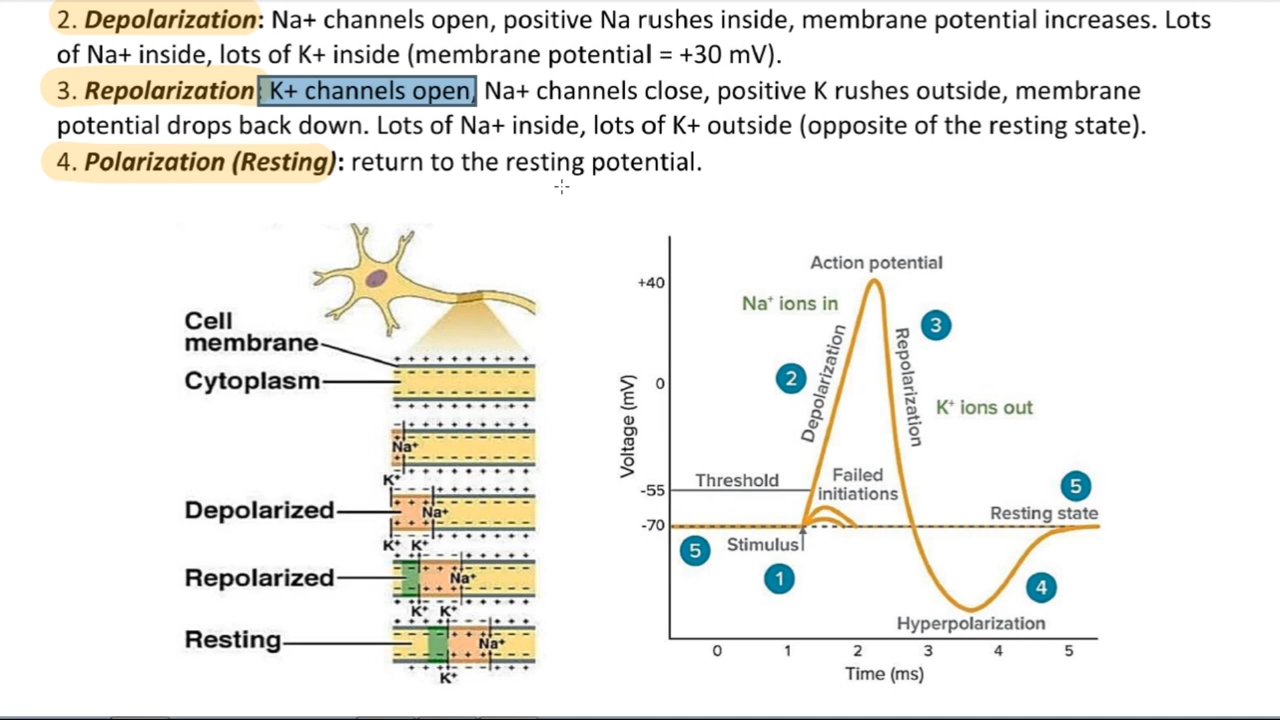 2. Depolarization: Na+ channels open, positive Na rushes inside, membrane potential increases. Lots
of Na+ inside, lots of K+ inside (membrane potential = +30 mV).
3. Repolarization: K+ channels open, Na+ channels close, positive K rushes outside, membrane
potential drops back down. Lots of Na+ inside, lots of K+ outside (opposite of the resting state).
4. Polarization (Resting): return to the resting potential.
Cell
membrane
Cytoplasm
Na+
K+
Depolarized
Na+
K+ K+
Repolarized
Na+
K+ K+
Resting
Na+
K+
Action potential
+40
Na+ ions in
3
Depolarization
Repolarization
2
0
K+ ions out
Voltage (mV)
Threshold
Failed
initiations
5
-55
Resting state
-70
5
Stimulus
1
4
Hyperpolarization
0 1 2 3 4 5
Time (ms)